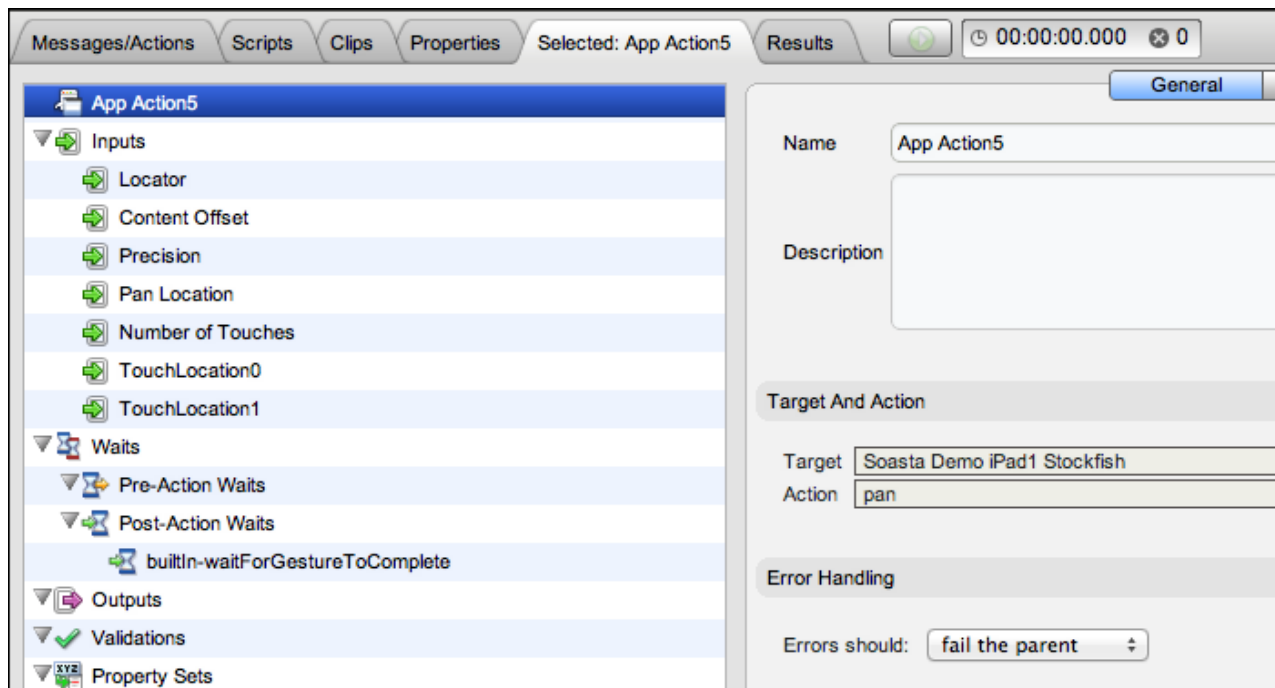 Messages/Actions Scripts Clips Properties Selected: App Action5 Results 00:00:00.000 0
App Action5
Inputs
Locator
Content Offset
Precision
Pan Location
Number of Touches
TouchLocation0
TouchLocation1
Waits
Pre-Action Waits
Post-Action Waits
builtIn-waitForGestureToComplete
Outputs
Validations
XYZ Property Sets
General
Name App Action5
Description
Target And Action
Target Soasta Demo iPad1 Stockfish
Action pan
Error Handling
Errors should: fail the parent